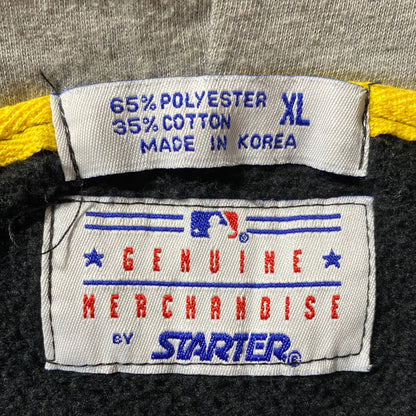 65% POLYESTER XL
35% COTTON
MADE IN KOREA
®
★ GENUINE ★
MERCHANDISE
BY STARTER®